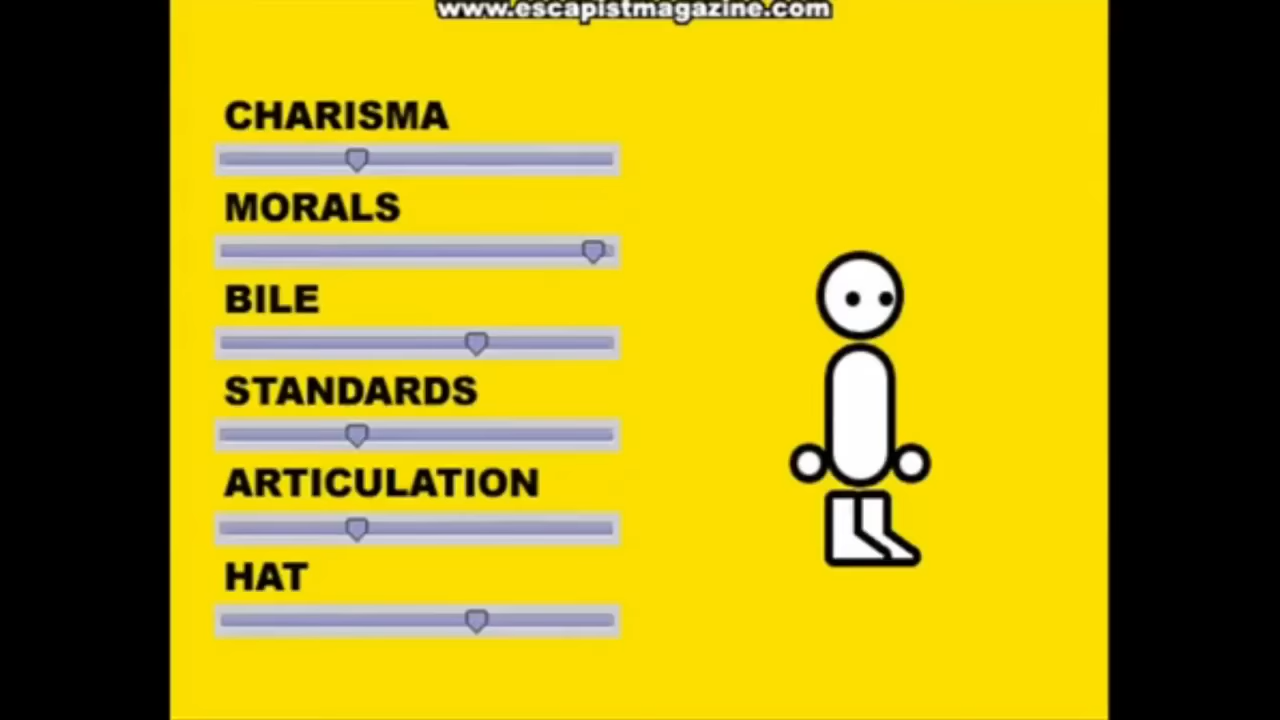 www.escapistmagazine.com
CHARISMA
MORALS
BILE
STANDARDS
ARTICULATION
HAT